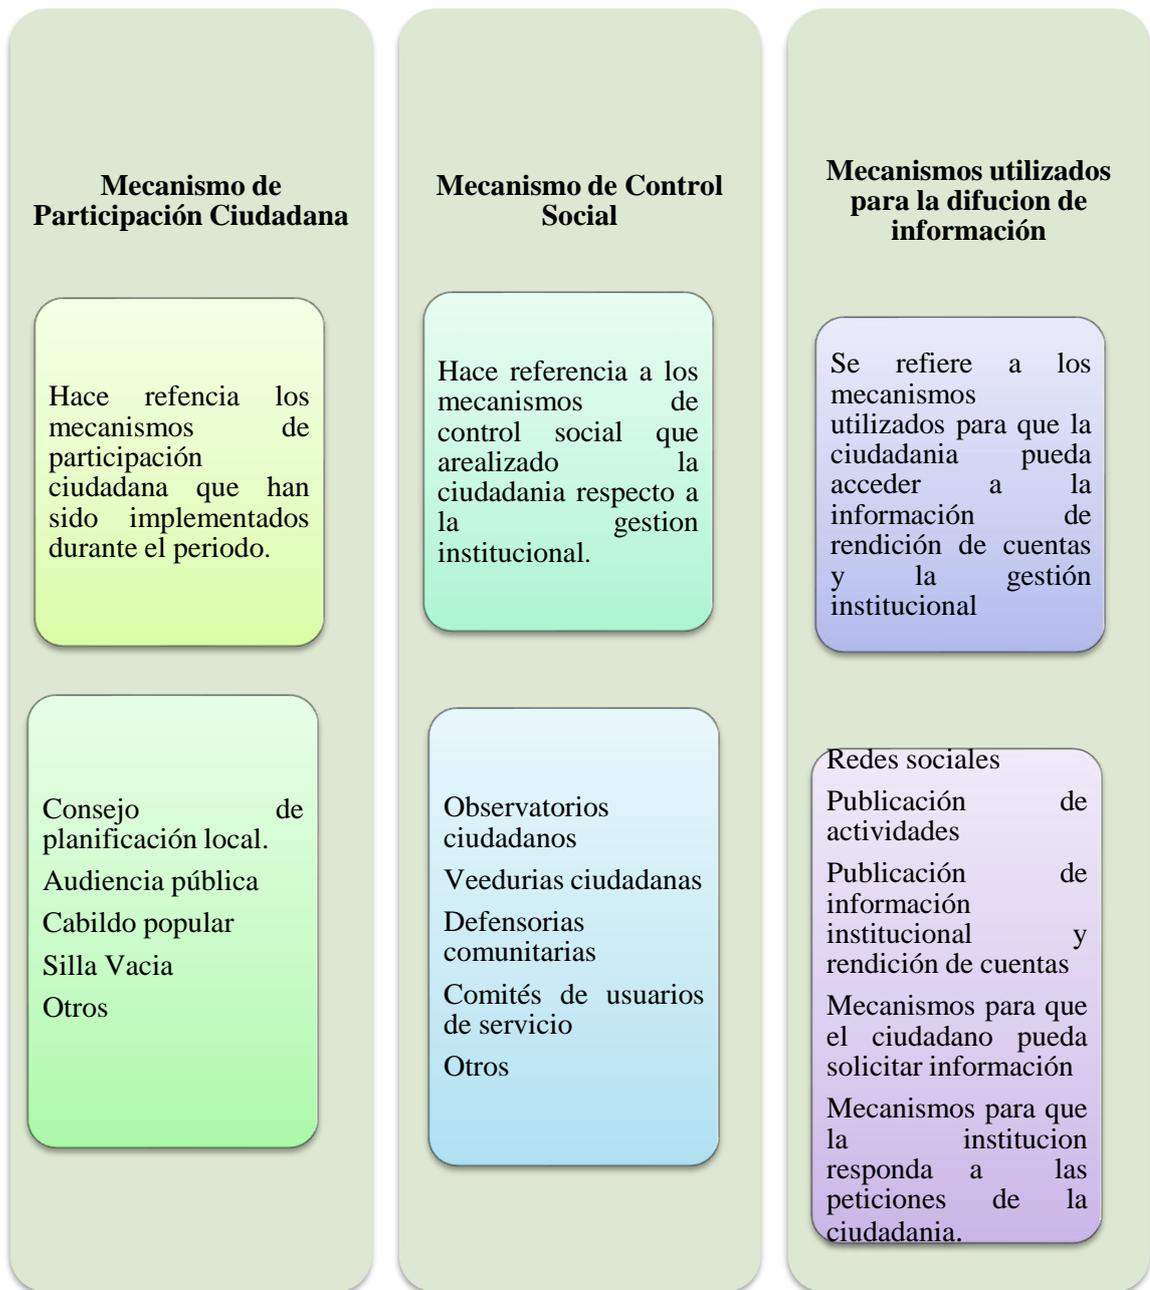 Mecanismo de
Participación Ciudadana
Hace refencia los
mecanismos de
participación
ciudadana que han
sido implementados
durante el periodo.
Consejo de
planificación local.
Audiencia pública
Cabildo popular
Silla Vacia
Otros
Mecanismo de Control
Social
Hace referencia a los
mecanismos de
control social que
arealizado la
ciudadania respecto a
la gestion
institucional.
Observatorios
ciudadanos
Veedurias ciudadanas
Defensorias
comunitarias
Comités de usuarios
de servicio
Otros
Mecanismos utilizados
para la difucion de
información
Se refiere a los
mecanismos
utilizados para que la
ciudadania pueda
acceder a la
información de
rendición de cuentas
y la gestión
institucional
Redes sociales
Publicación de
actividades
Publicación de
información
institucional y
rendición de cuentas
Mecanismos para que
el ciudadano pueda
solicitar información
Mecanismos para que
la institucion
responda a las
peticiones de la
ciudadania.